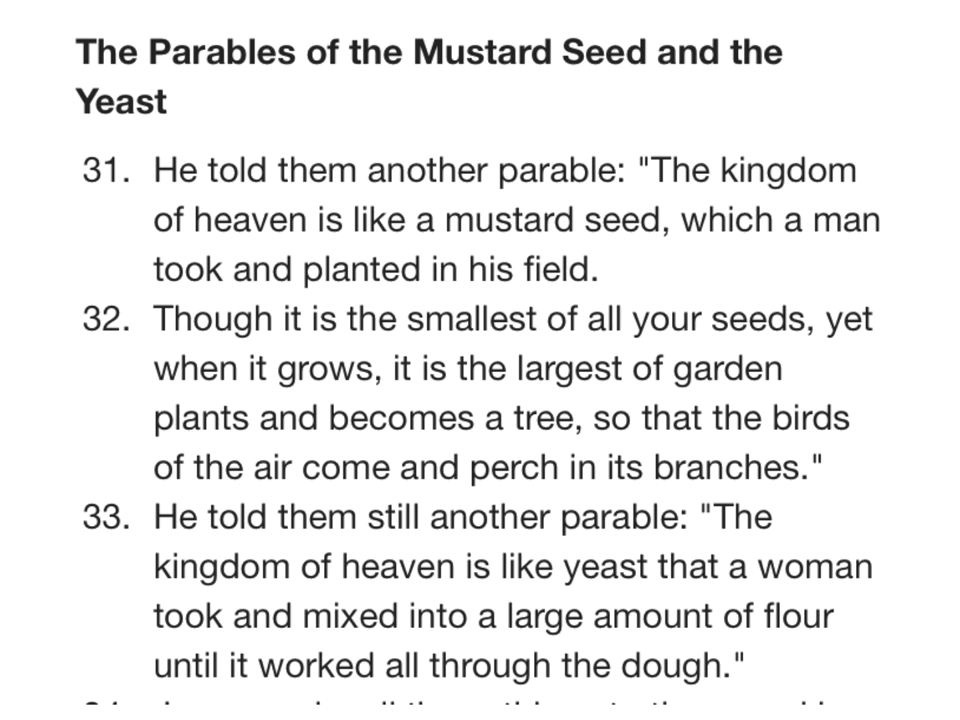 The Parables of the Mustard Seed and the
Yeast
31. He told them another parable: "The kingdom
of heaven is like a mustard seed, which a man
took and planted in his field.
32. Though it is the smallest of all your seeds, yet
when it grows, it is the largest of garden
plants and becomes a tree, so that the birds
of the air come and perch in its branches."
33. He told them still another parable: "The
kingdom of heaven is like yeast that a woman
took and mixed into a large amount of flour
until it worked all through the dough."